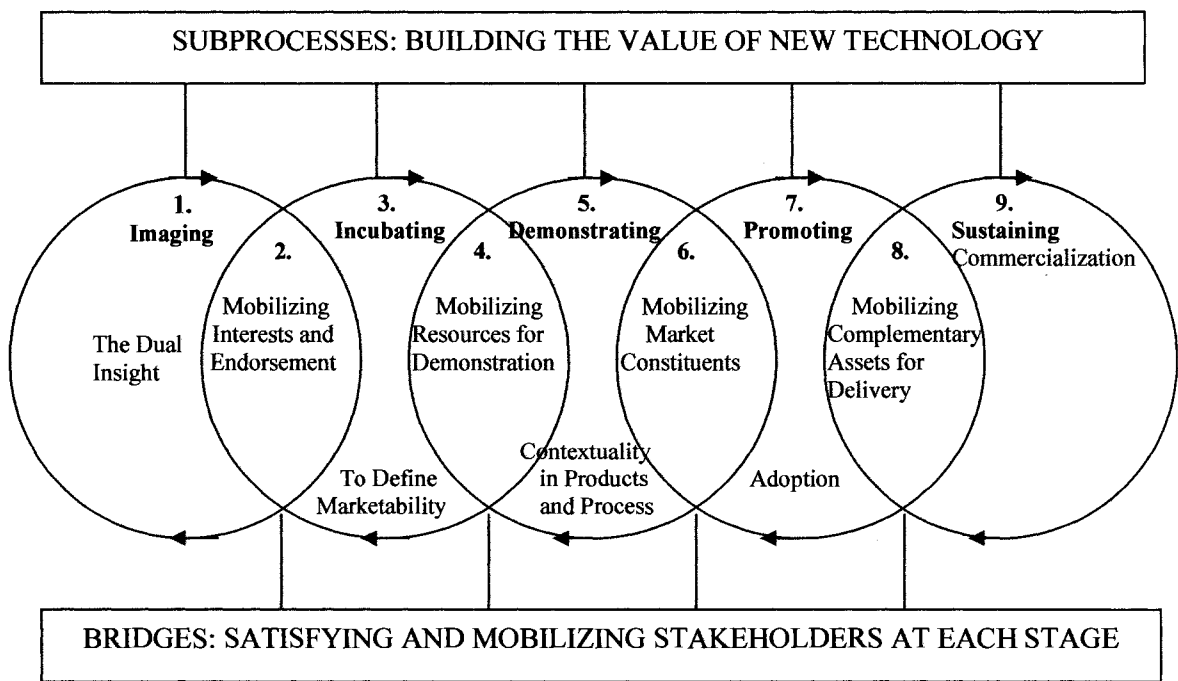 SUBPROCESSES: BUILDING THE VALUE OF NEW TECHNOLOGY
1.
Imaging
The Dual
Insight
2.
Mobilizing
Interests and
Endorsement
3.
Incubating
To Define
Marketability
4.
Mobilizing
Resources for
Demonstration
5.
Demonstrating
Contextuality
in Products
and Process
6.
Mobilizing
Market
Constituents
7.
Promoting
Adoption
8.
Mobilizing
Complementary
Assets for
Delivery
9.
Sustaining
Commercialization
BRIDGES: SATISFYING AND MOBILIZING STAKEHOLDERS AT EACH STAGE